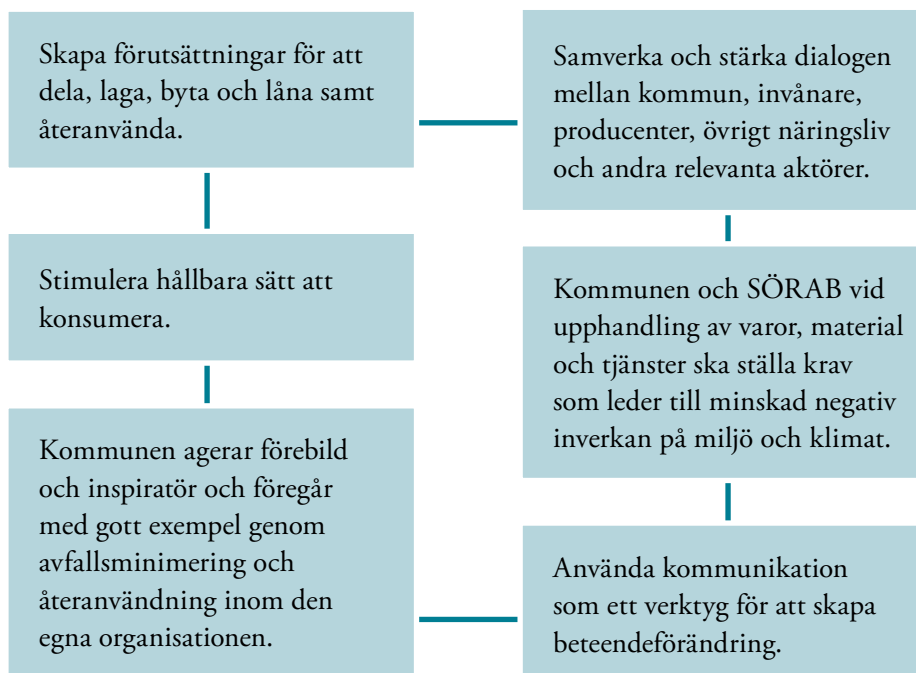 Skapa förutsättningar för att
dela, laga, byta och låna samt
återanvända.
Samverka och stärka dialogen
mellan kommun, invånare,
producenter, övrigt näringsliv
och andra relevanta aktörer.
Stimulera hållbara sätt att
konsumera.
Kommunen och SÖRAB vid
upphandling av varor, material
och tjänster ska ställa krav
som leder till minskad negativ
inverkan på miljö och klimat.
Kommunen agerar förebild
och inspiratör och föregår
med gott exempel genom
avfallsminimering och
återanvändning inom den
egna organisationen.
Använda kommunikation
som ett verktyg för att skapa
beteendeförändring.